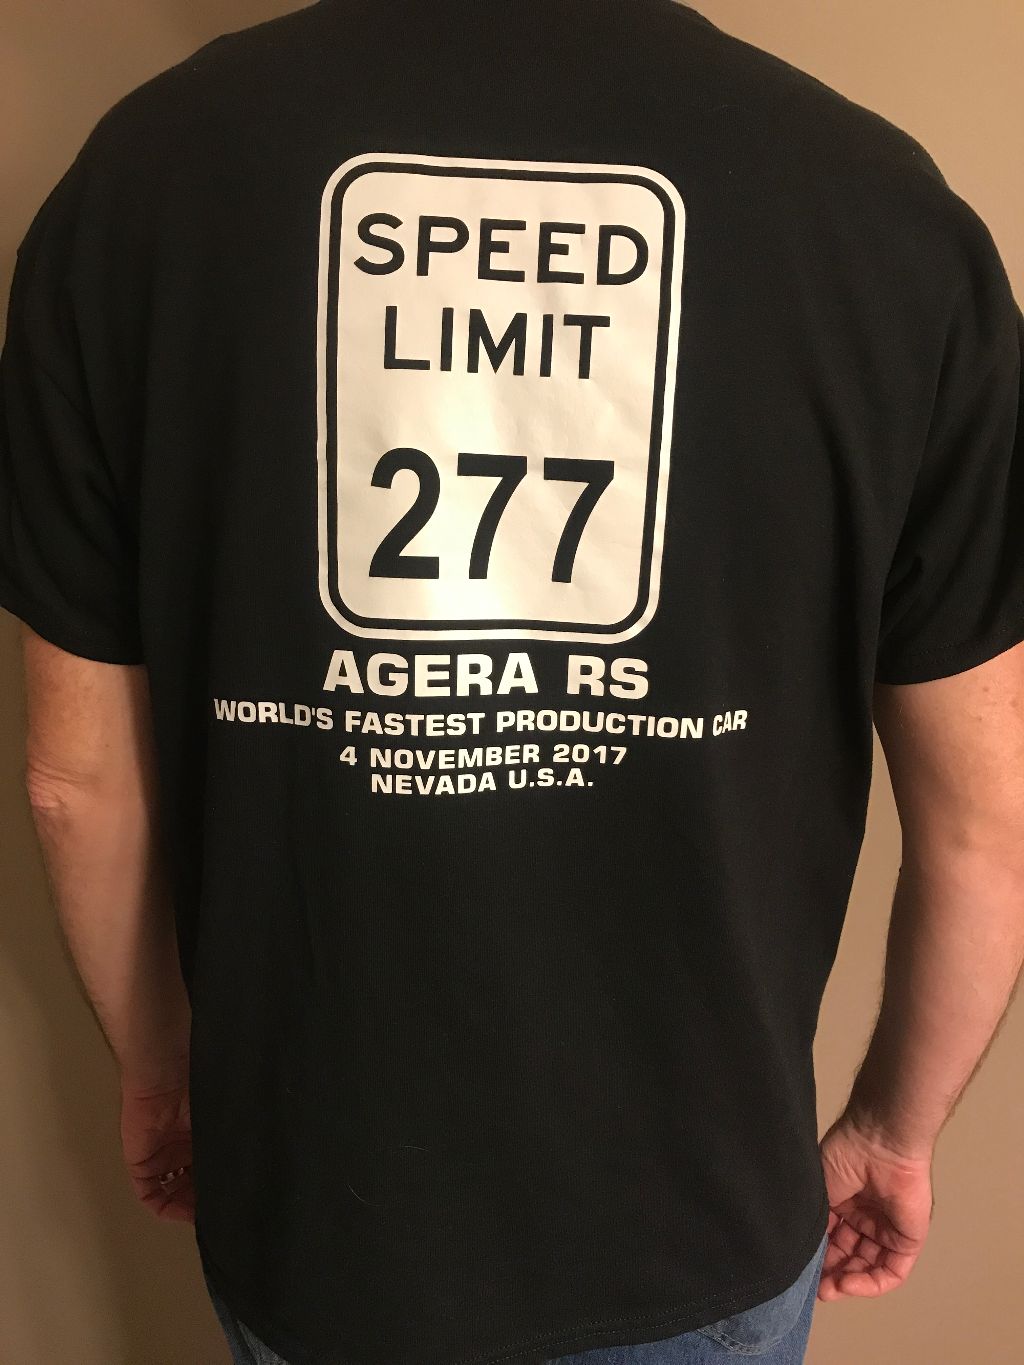 SPEED
LIMIT
277
AGERA RS
WORLD'S FASTEST PRODUCTION CAR
4 NOVEMBER 2017
NEVADA U.S.A.